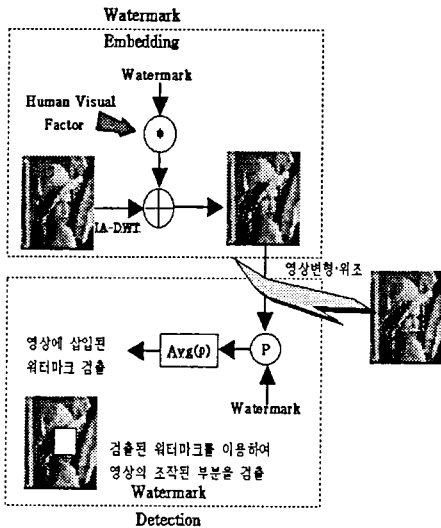 Watermark
Embedding
Watermark
Human Visual
Factor
*
LA-DWT
영상변형·위조
영상에 삽입된
워터마크 검출
Avg(ρ)
P
Watermark
검출된 워터마크를 이용하여
영상의 조작된 부분을 검출
Watermark
Detection